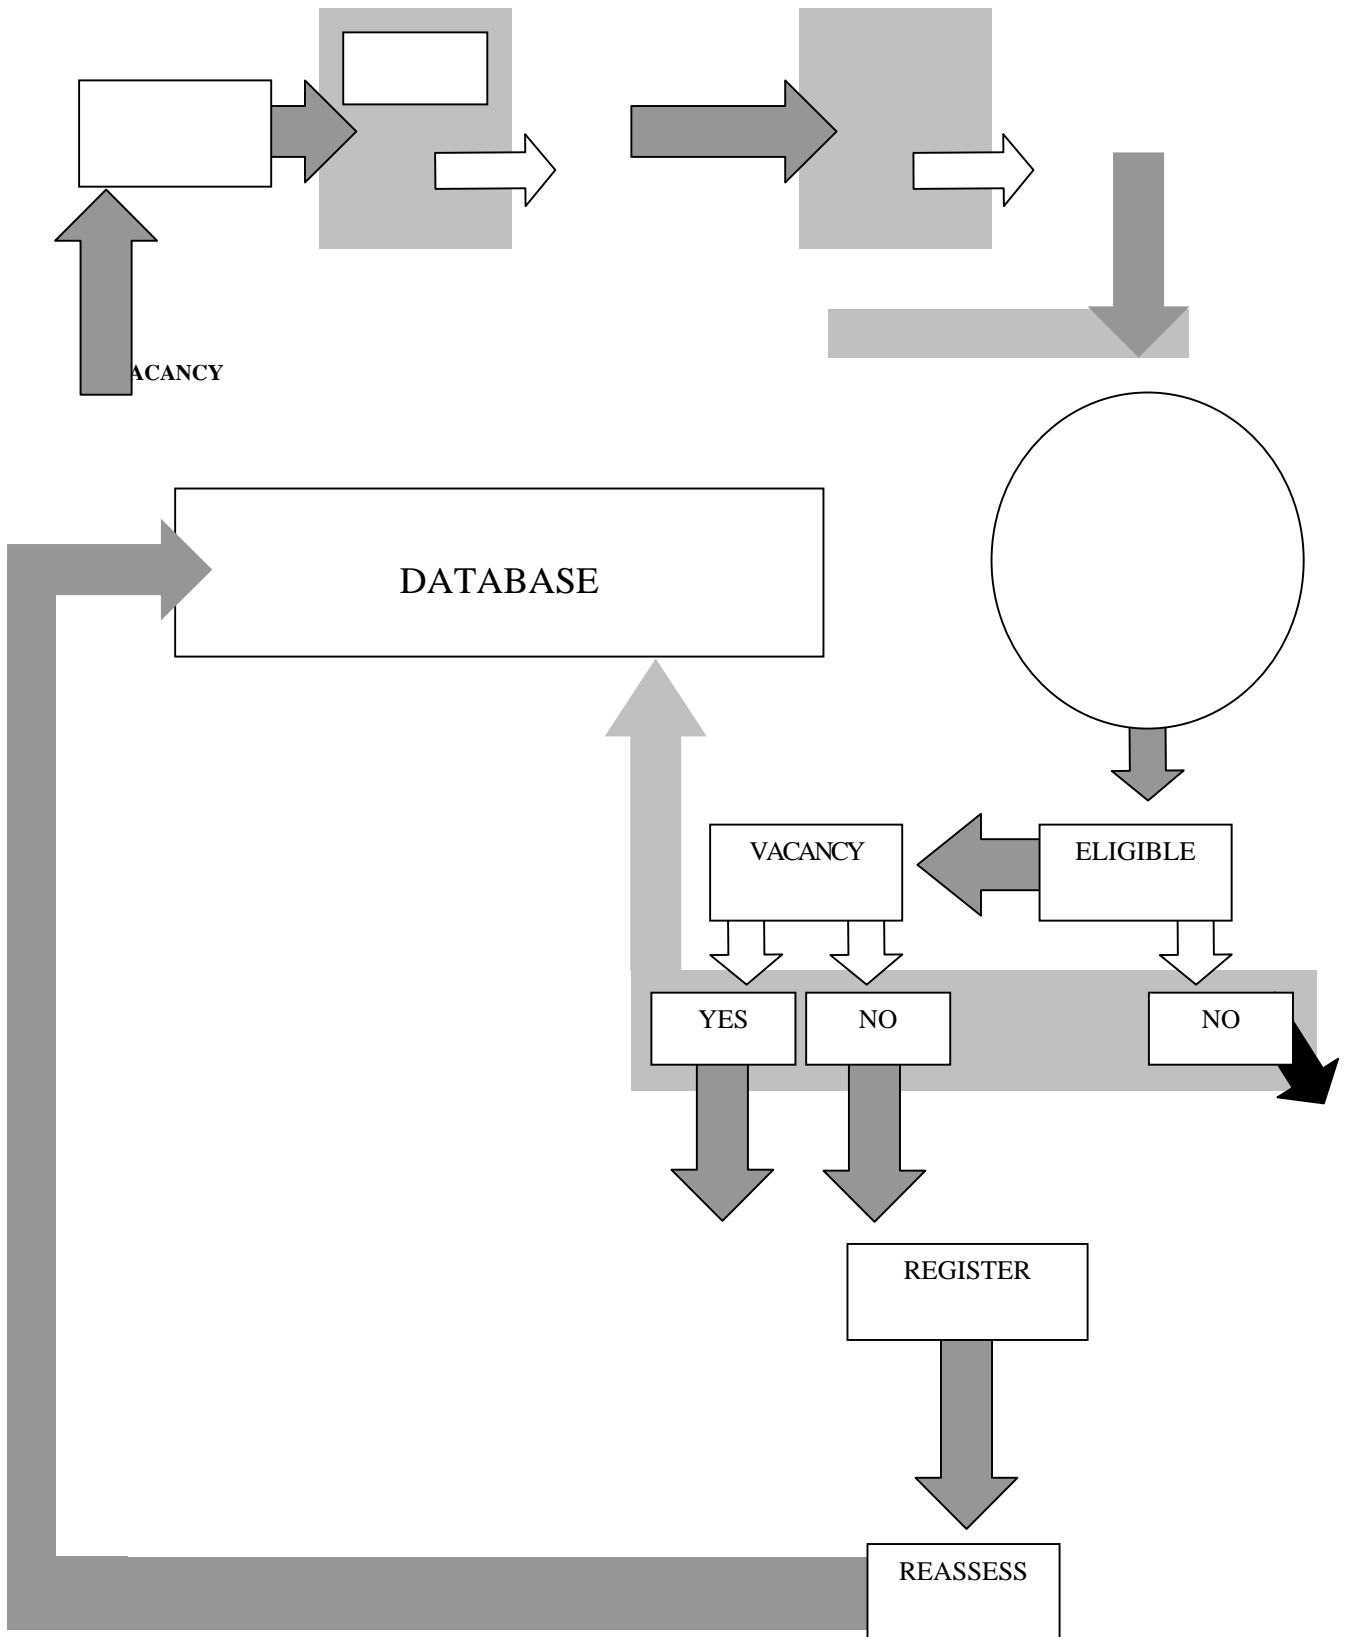 ACANCY
DATABASE
VACANCY
ELIGIBLE
YES
NO
NO
REGISTER
REASSESS